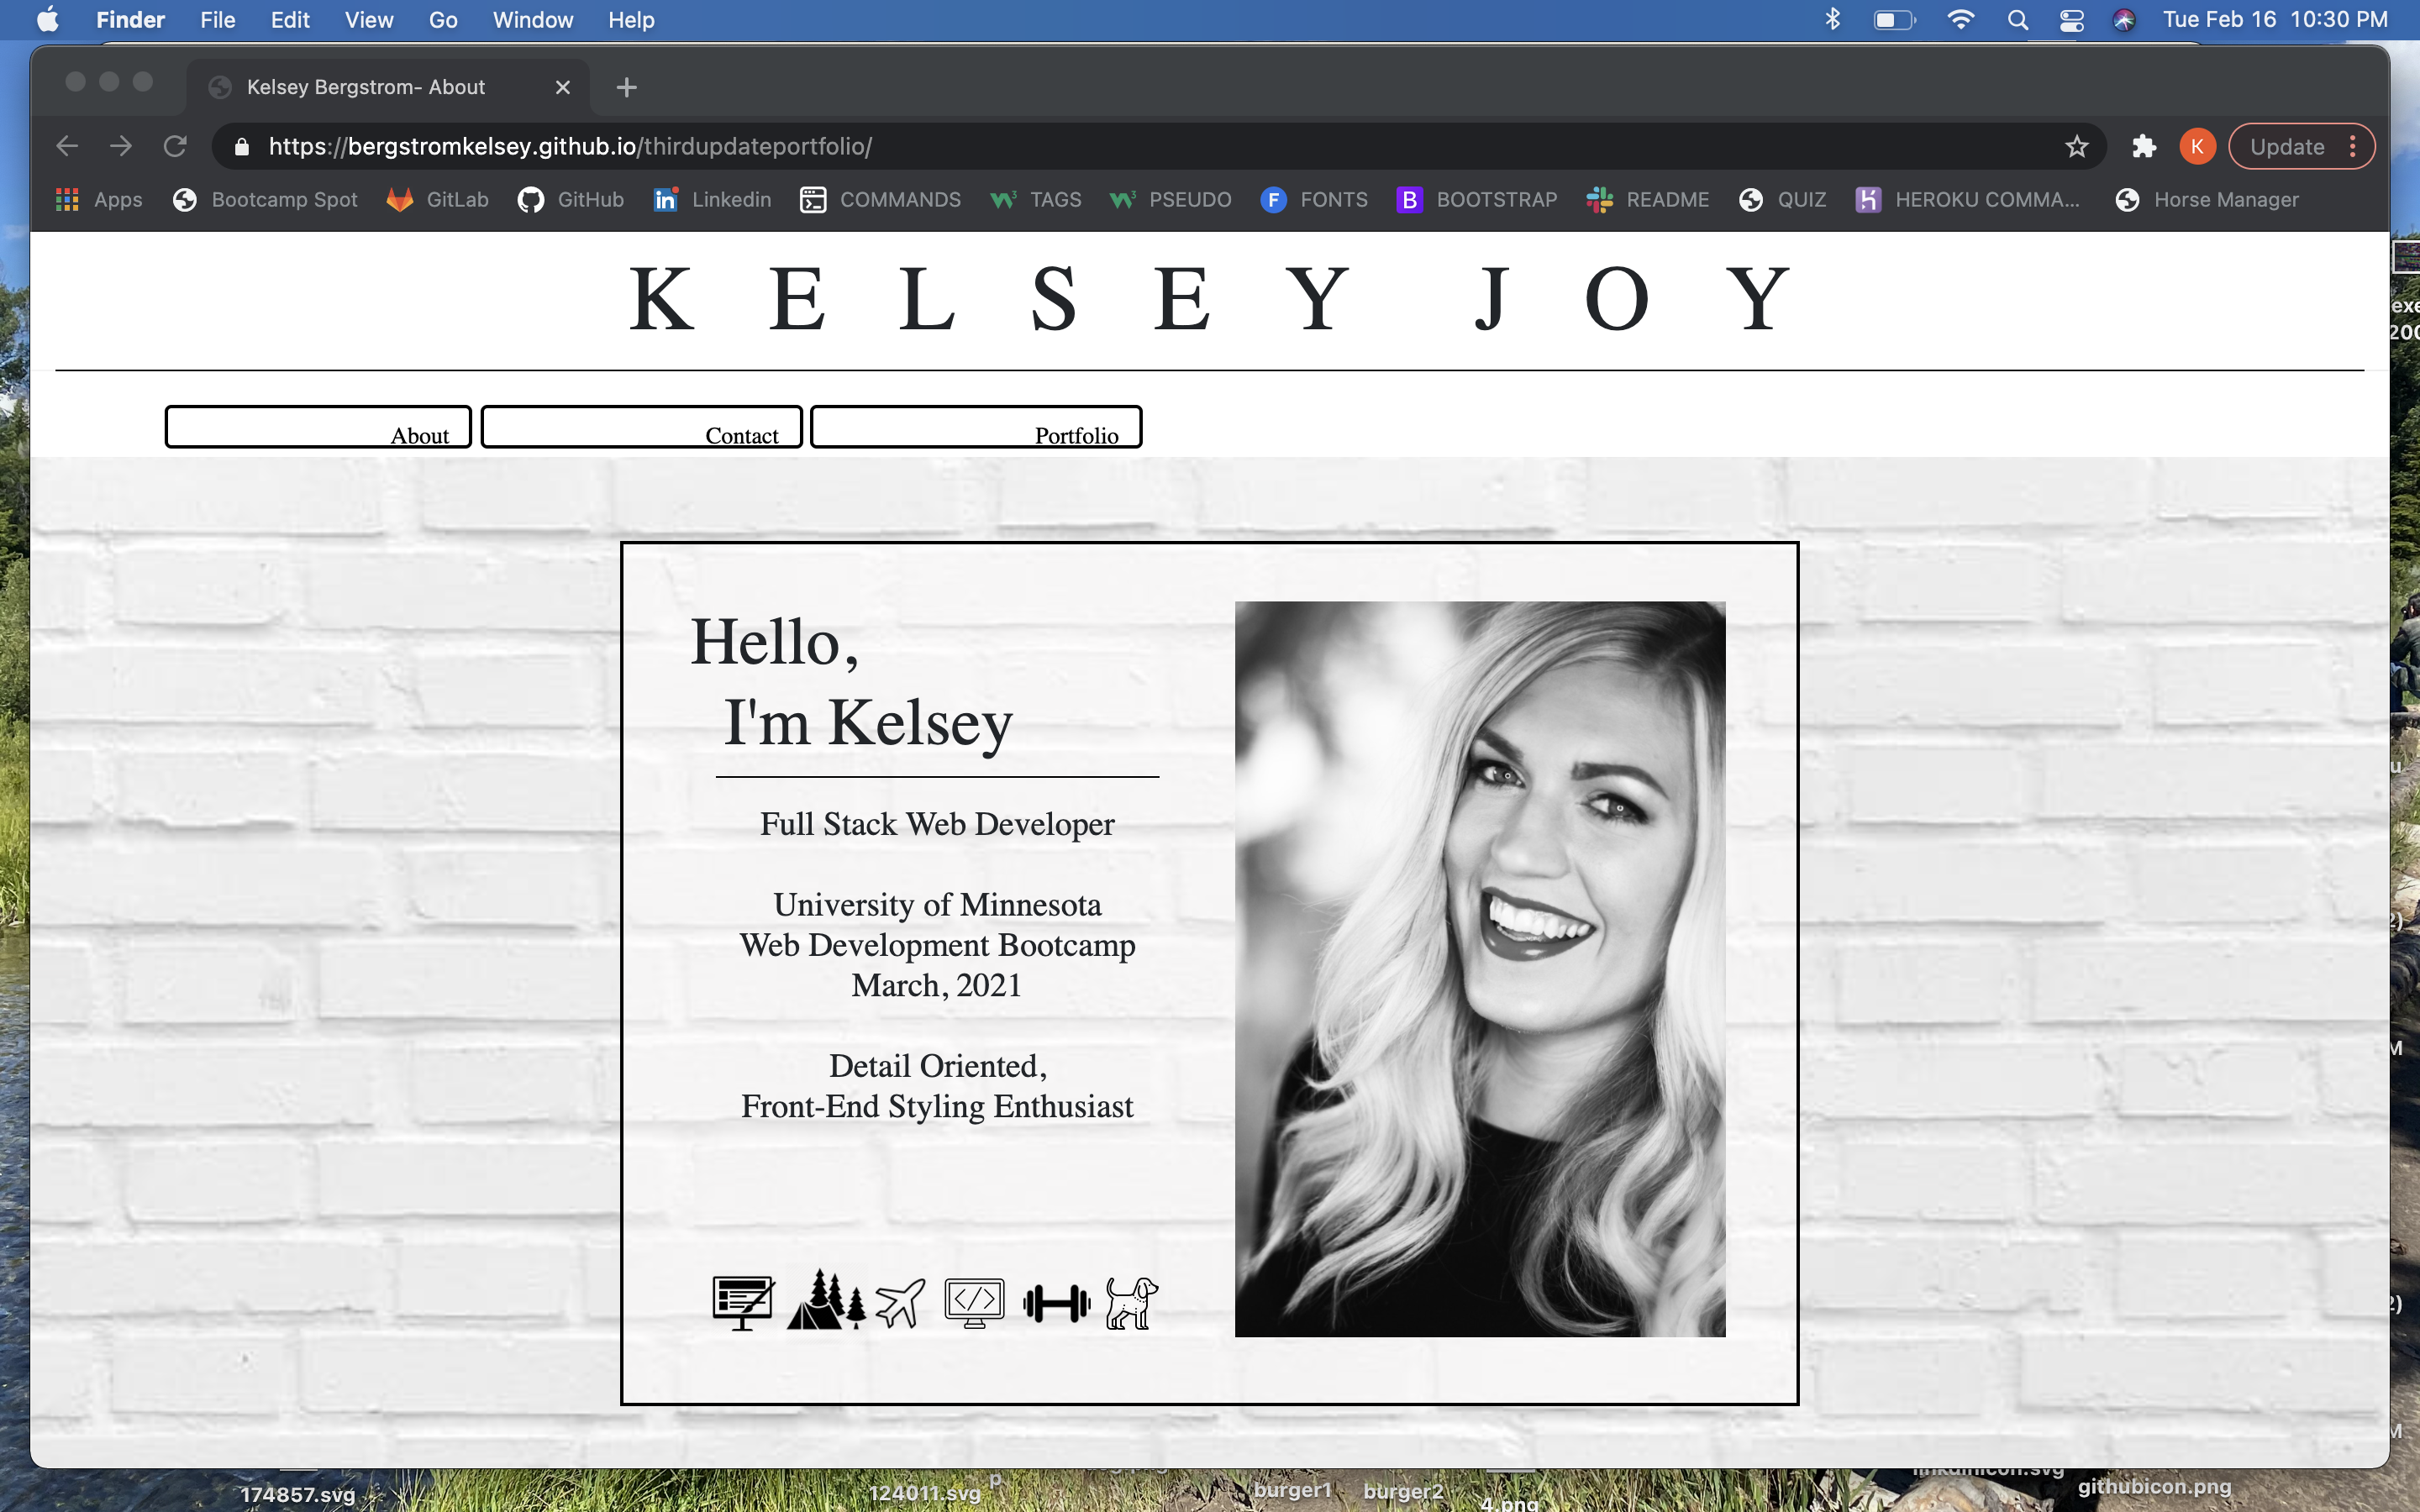 Finder File Edit View Go Window Help Tue Feb 16 10:30 PM
Kelsey Bergstrom- About
https://bergstromkelsey.github.io/thirdupdateportfolio/
K
Update
Apps Bootcamp Spot GitLab GitHub Linkedin COMMANDS TAGS PSEUDO FONTS BOOTSTRAP README QUIZ HEROKU COMMA... Horse Manager
KELSEY JOY
About Contact Portfolio
Hello,
I'm Kelsey
Full Stack Web Developer
University of Minnesota
Web Development Bootcamp
March, 2021
Detail Oriented,
Front-End Styling Enthusiast
174857.svg
124011.svg
p
burger1
burger2
4.png
githubicon.png